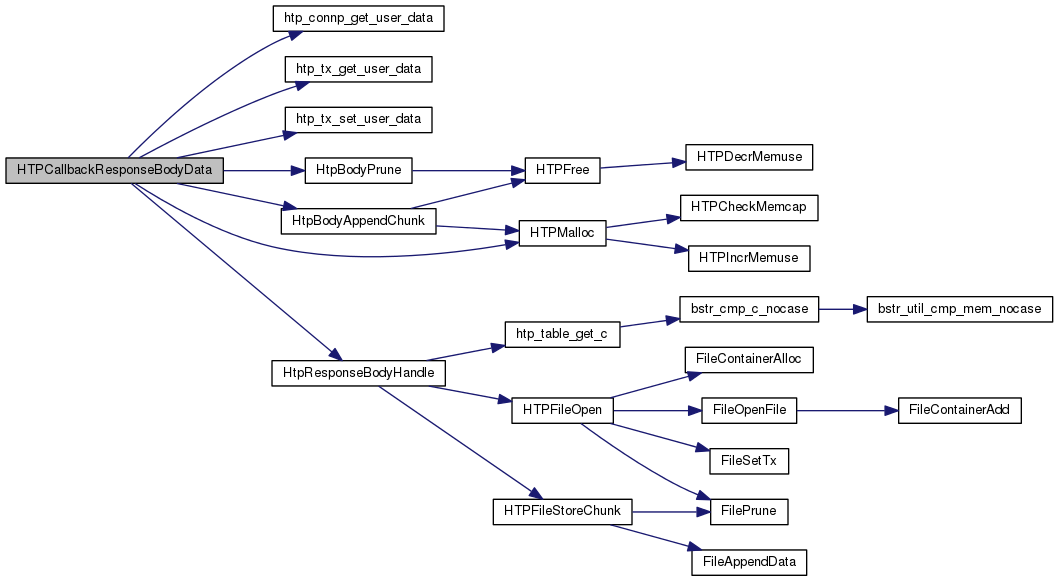 htp_connp_get_user_data
htp_tx_get_user_data
htp_tx_set_user_data
HTPCallbackResponseBodyData
HtpBodyPrune
HTPFree
HTPDecrMemuse
HtpBodyAppendChunk
HTPMalloc
HTPCheckMemcap
HTPIncrMemuse
HtpResponseBodyHandle
htp_table_get_c
bstr_cmp_c_nocase
bstr_util_cmp_mem_nocase
HTPFileOpen
FileContainerAlloc
FileOpenFile
FileContainerAdd
FileSetTx
HTPFileStoreChunk
FilePrune
FileAppendData